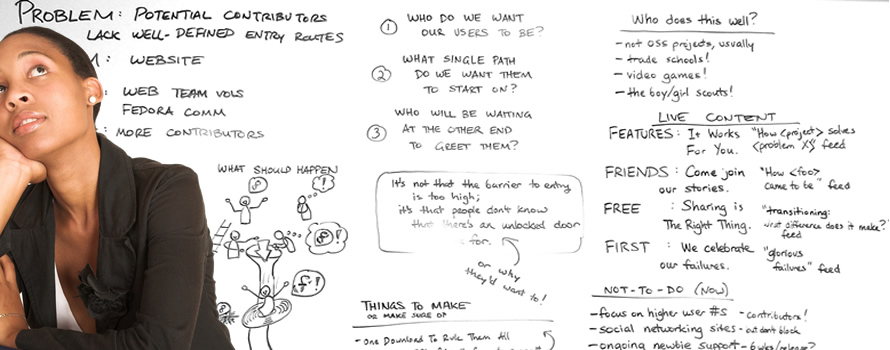 PROBLEM: POTENTIAL CONTRIBUTORS
LACK WELL-DEFINED ENTRY ROUTES
: WEBSITE
: WEB TEAM VOLS
FEDORA COMM
: MORE CONTRIBUTORS
WHAT SHOULD HAPPEN
1 WHO DO WE WANT
OUR USERS TO BE?
2 WHAT SINGLE PATH
DO WE WANT THEM
TO START ON?
3 WHO WILL BE WAITING
AT THE OTHER END
TO GREET THEM?
It's not that the barrier to entry
is too high;
it's that people don't know
that there's an unlocked door
for.
or why
they'd want to!
THINGS TO MAKE
OR MAKE SURE OF
- One Download To Rule Them All
Who does this well?
- not OSS projects, usually
- trade schools!
- video games!
- the boy/girl scouts!
LIVE CONTENT
FEATURES: It Works "How <project> solves
For You. <problem XY> feed
FRIENDS: Come join "How <foo>
our stories. came to be" feed
FREE: Sharing is "transitioning:
The Right Thing. what difference does it make?"
feed
FIRST: We celebrate "glorious
our failures. failures" feed
NOT-TO-DO (NOW)
- focus on higher user #s - contributors!
- social networking sites - but don't block
- ongoing newbie support - 6 wks/release?